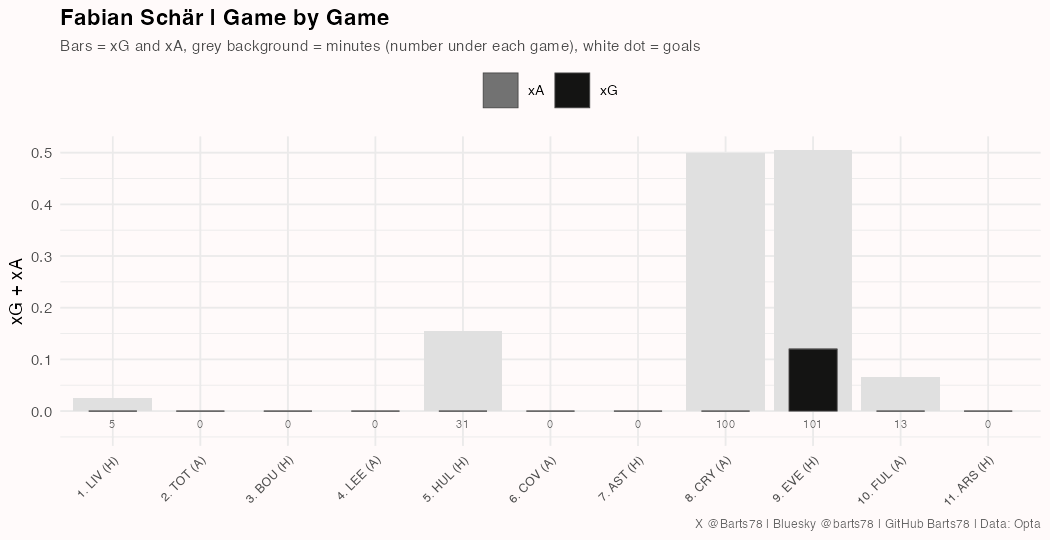 Fabian Schär | Game by Game
Bars = xG and xA, grey background = minutes (number under each game), white dot = goals
xA xG
xG + xA
0.5
0.4
0.3
0.2
0.1
0.0
5 0 0 0 31 0 0 100 101 13 0
1. LIV (H) 2. TOT (A) 3. BOU (H) 4. LEE (A) 5. HUL (H) 6. COV (A) 7. AST (H) 8. CRY (A) 9. EVE (H) 10. FUL (A) 11. ARS (H)
X @Barts78 | Bluesky @barts78 | GitHub Barts78 | Data: Opta